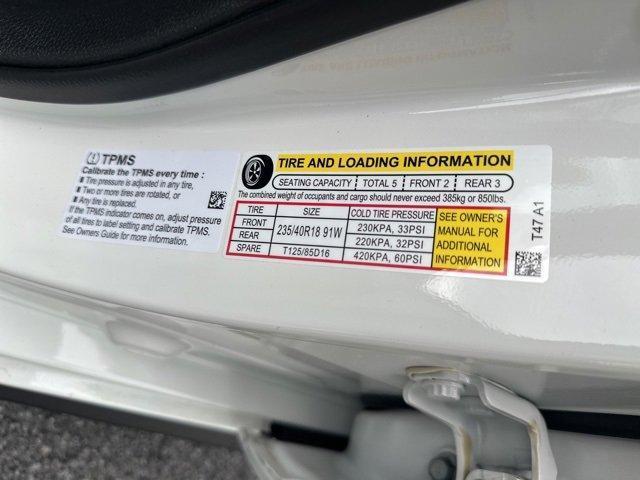 TPMS
Calibrate the TPMS every time :
▪ Tire pressure is adjusted in any tire,
▪ Two or more tires are rotated, or
▪ Any tire is replaced.
If the TPMS indicator comes on, adjust pressure
of all tires to label setting and calibrate TPMS.
See Owners Guide for more information.
TIRE AND LOADING INFORMATION
SEATING CAPACITY TOTAL 5 FRONT 2 REAR 3
The combined weight of occupants and cargo should never exceed 385kg or 850lbs.
TIRE SIZE COLD TIRE PRESSURE
FRONT 235/40R18 91W 230KPA, 33PSI
REAR 220KPA, 32PSI
SPARE T125/85D16 420KPA, 60PSI
SEE OWNER'S
MANUAL FOR
ADDITIONAL
INFORMATION
T47 A1